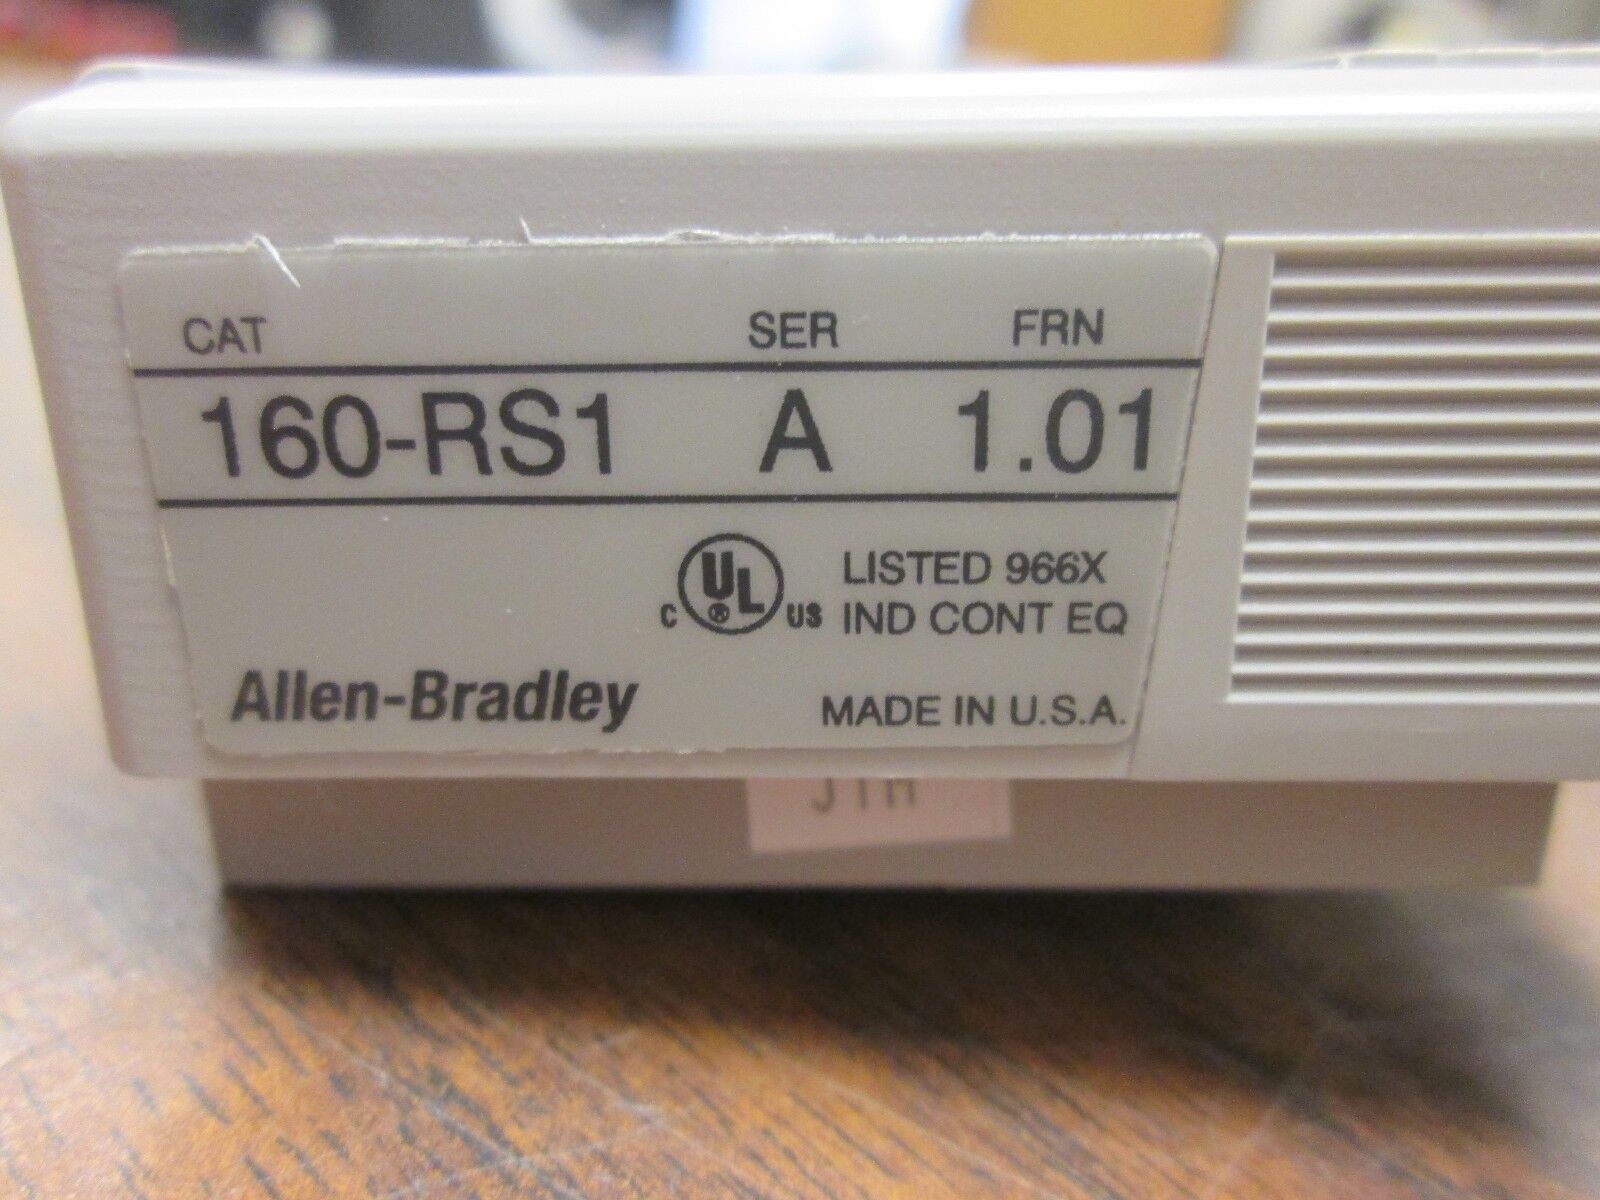 CAT SER FRN
160-RS1 A 1.01
C UL ® US LISTED 966X
IND CONT EQ
Allen-Bradley MADE IN U.S.A.